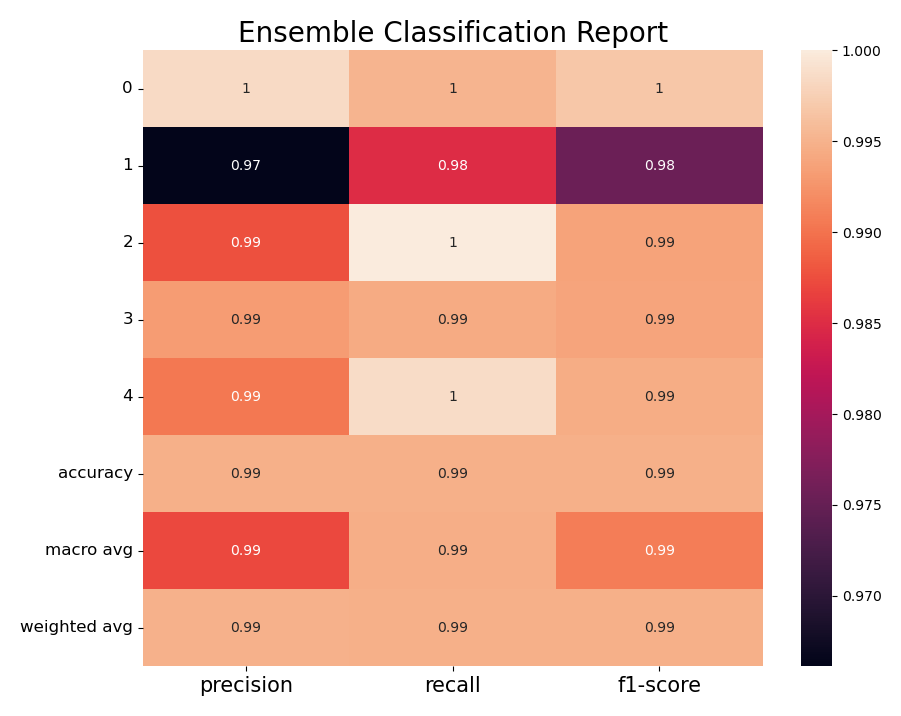 Ensemble Classification Report
0 1 1 1
1 0.97 0.98 0.98
2 0.99 1 0.99
3 0.99 0.99 0.99
4 0.99 1 0.99
accuracy 0.99 0.99 0.99
macro avg 0.99 0.99 0.99
weighted avg 0.99 0.99 0.99
precision recall f1-score
1.000
0.995
0.990
0.985
0.980
0.975
0.970